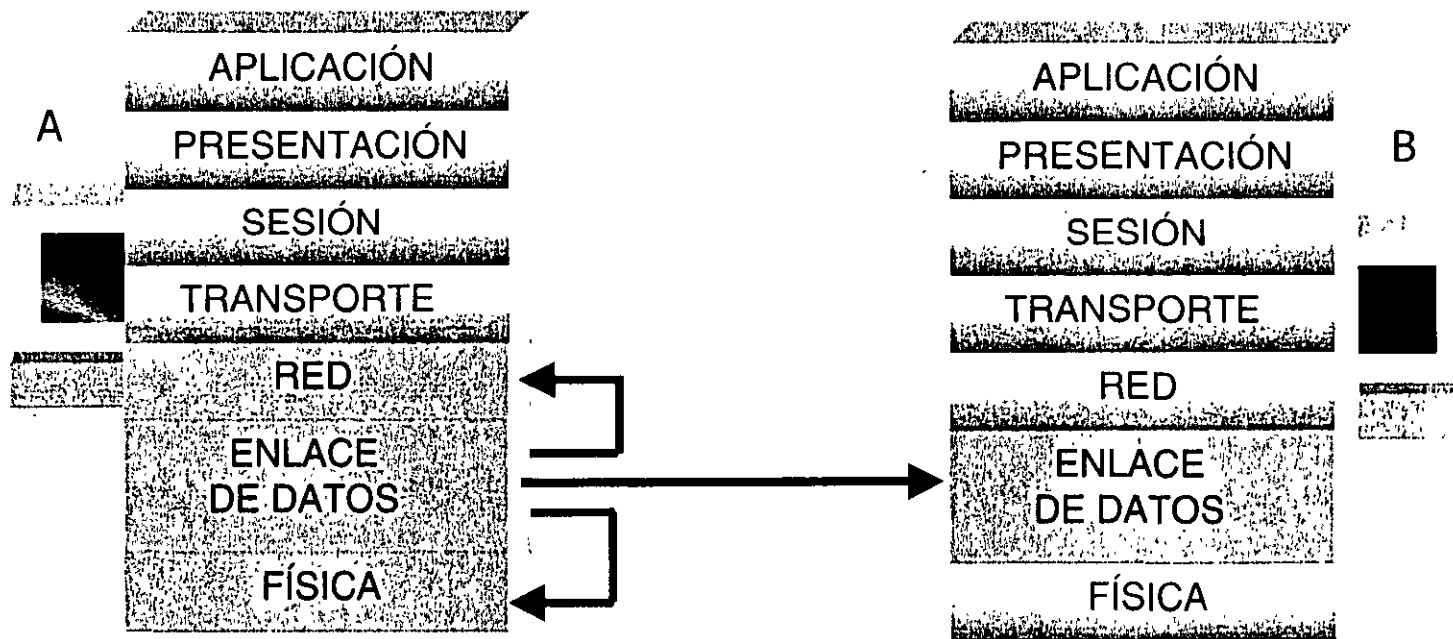 A
APLICACIÓN
PRESENTACIÓN
SESIÓN
TRANSPORTE
RED
ENLACE
DE DATOS
FÍSICA
APLICACIÓN
PRESENTACIÓN
SESIÓN
TRANSPORTE
RED
ENLACE
DE DATOS
FÍSICA
B